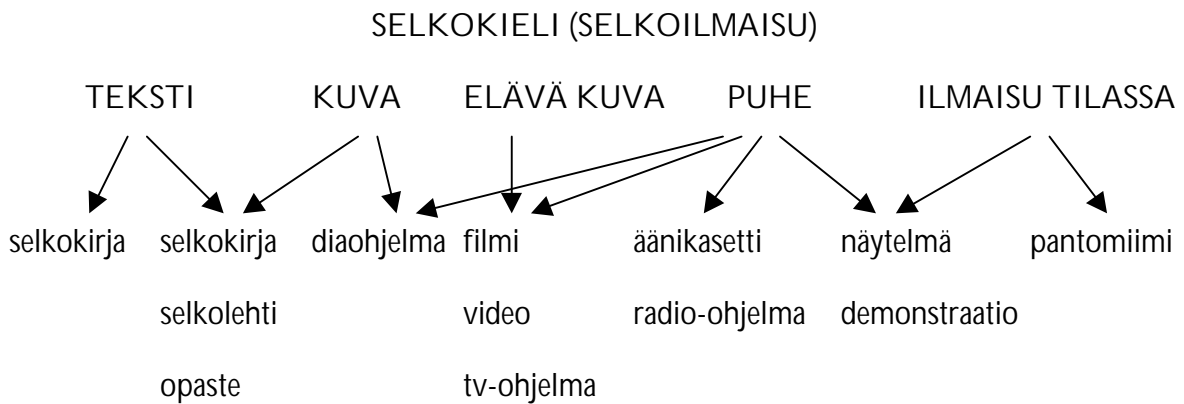 SELKOKIELI (SELKOILMAISU)
TEKSTI KUVA ELÄVÄ KUVA PUHE ILMAISU TILASSA
selkokirja selkokirja diaohjelma filmi äänikasetti näytelmä pantomiimi
selkolehti video radio-ohjelma demonstraatio
opaste tv-ohjelma